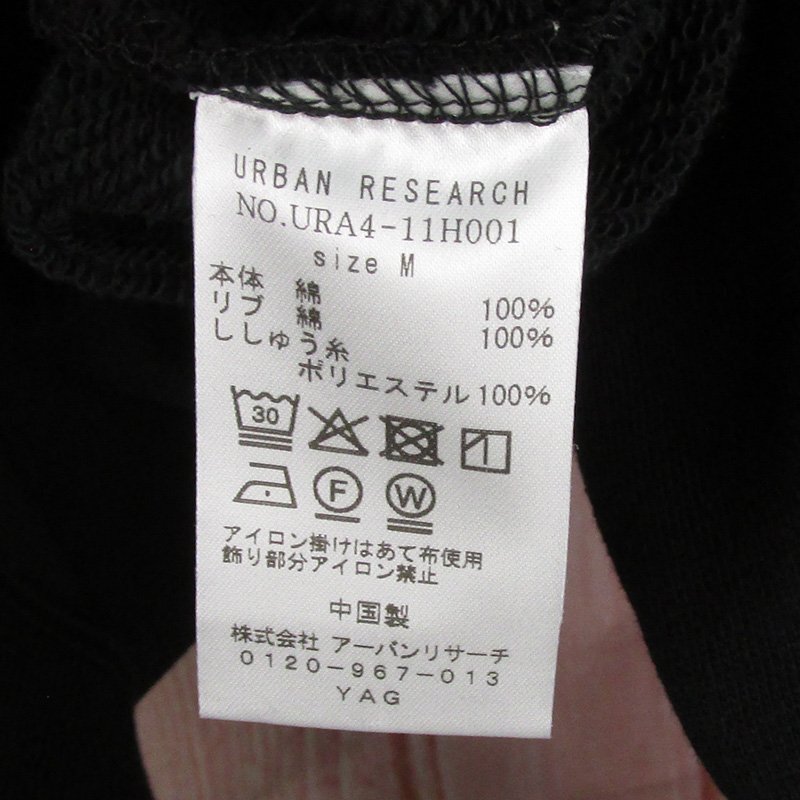 URBAN RESEARCH
NO.URA4-11H001
size M
本体 綿 100%
リブ 綿 100%
ししゅう糸
ポリエステル 100%
30
F W
アイロン掛けはあて布使用
飾り部分アイロン禁止
中国製
株式会社 アーバンリサーチ
0120-967-013
YAG